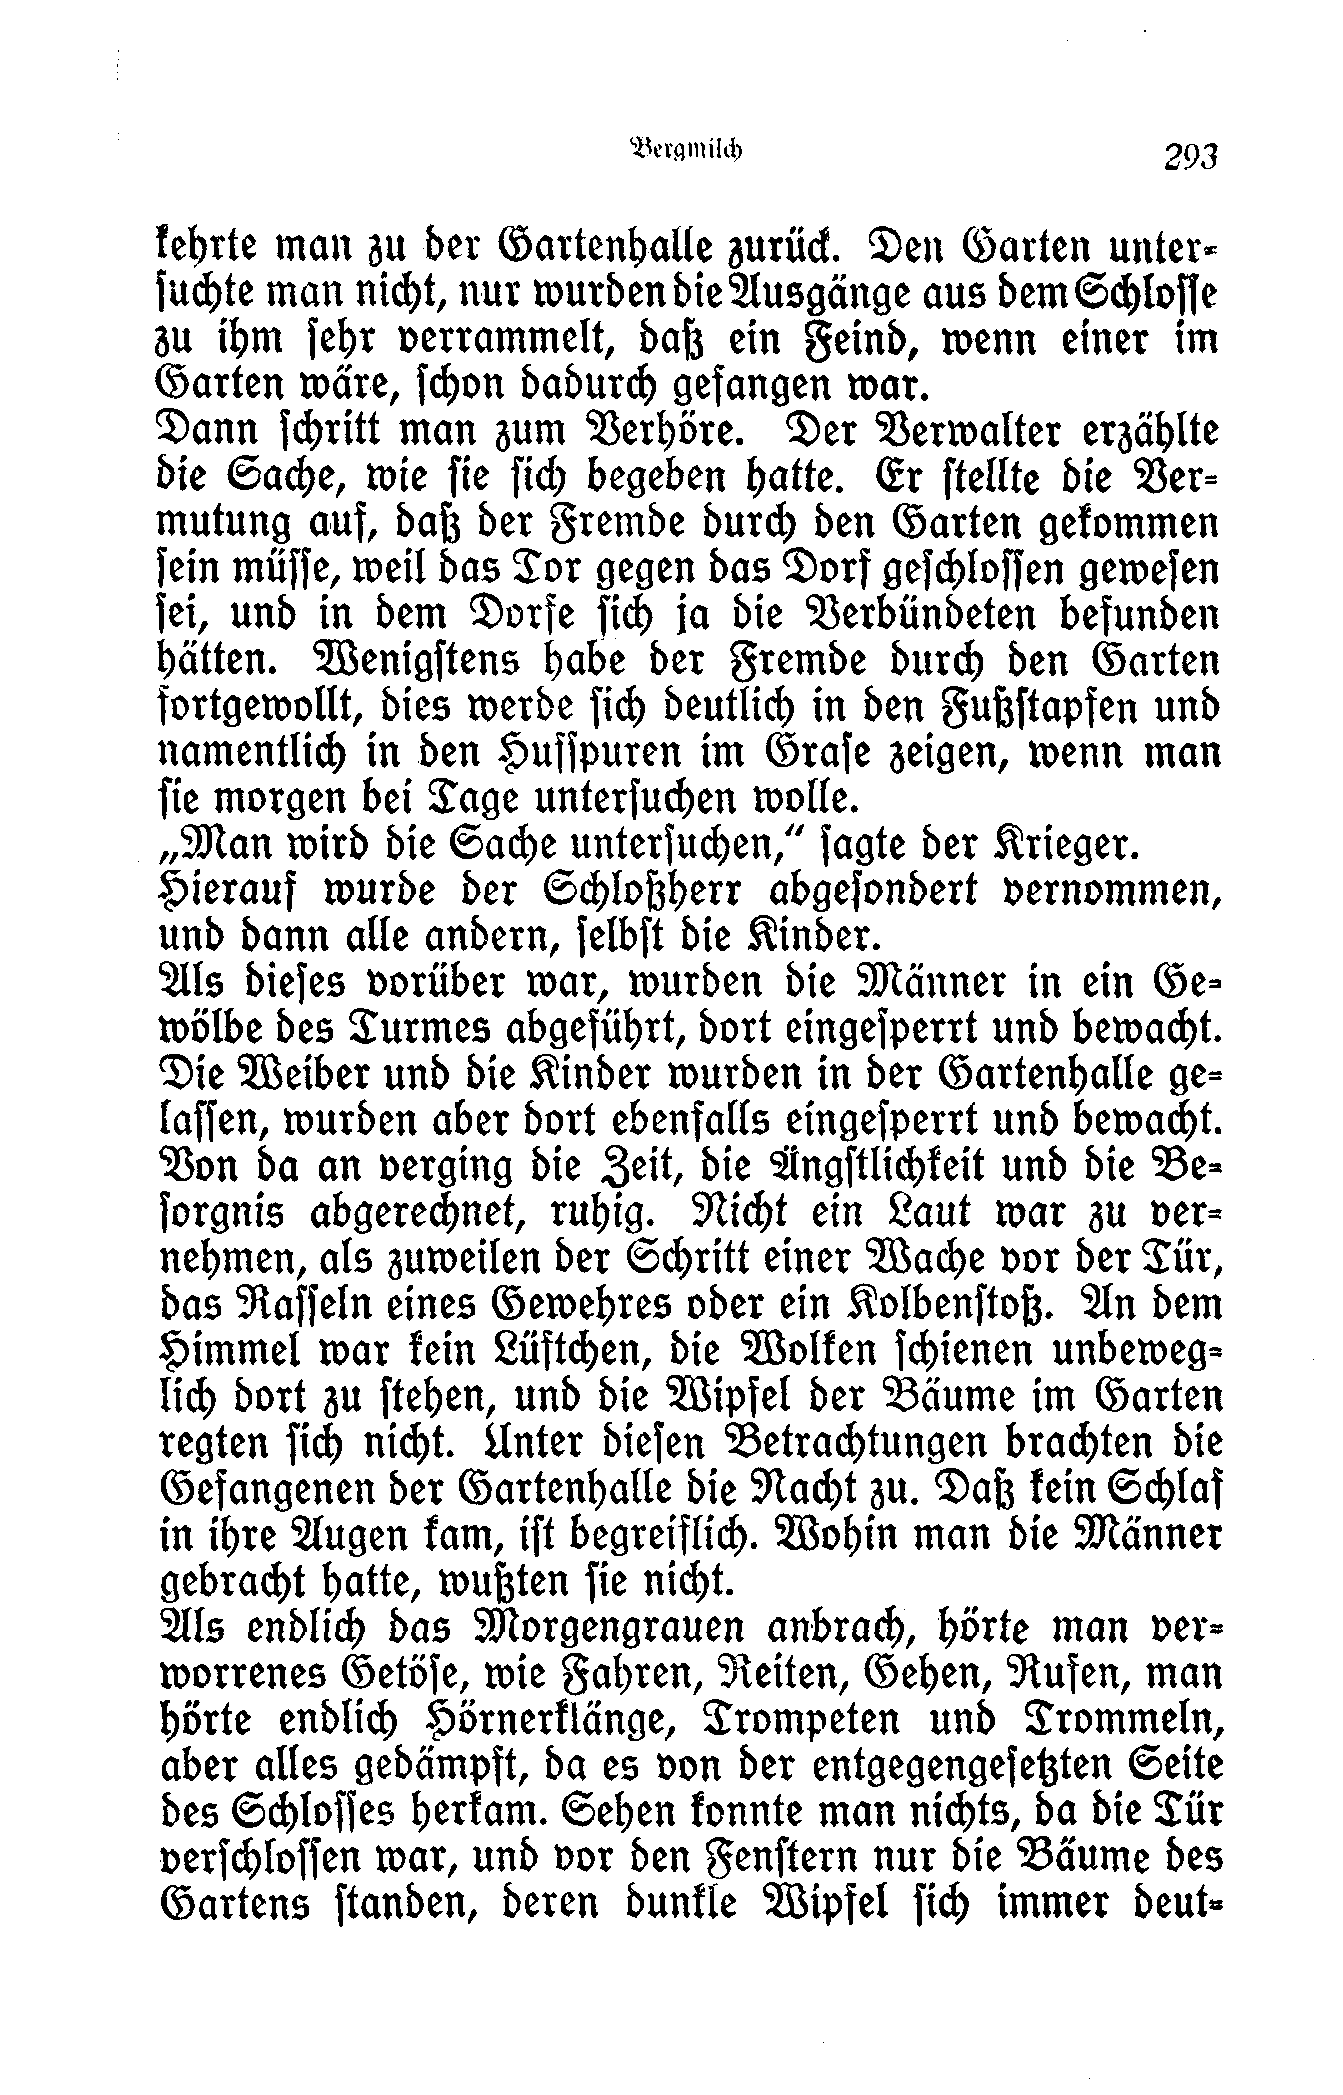 Bergmilch 293
kehrte man zu der Gartenhalle zurück. Den Garten unter-
suchte man nicht, nur wurden die Ausgänge aus dem Schlosse
zu ihm sehr verrammelt, daß ein Feind, wenn einer im
Garten wäre, schon dadurch gefangen war.
Dann schritt man zum Verhöre. Der Verwalter erzählte
die Sache, wie sie sich begeben hatte. Er stellte die Ver-
mutung auf, daß der Fremde durch den Garten gekommen
sein müsse, weil das Tor gegen das Dorf geschlossen gewesen
sei, und in dem Dorfe sich ja die Verbündeten befunden
hätten. Wenigstens habe der Fremde durch den Garten
fortgewollt, dies werde sich deutlich in den Fußstapfen und
namentlich in den Hufspuren im Grase zeigen, wenn man
sie morgen bei Tage untersuchen wolle.
„Man wird die Sache untersuchen,“ sagte der Krieger.
Hierauf wurde der Schloßherr abgesondert vernommen,
und dann alle andern, selbst die Kinder.
Als dieses vorüber war, wurden die Männer in ein Ge-
wölbe des Turmes abgeführt, dort eingesperrt und bewacht.
Die Weiber und die Kinder wurden in der Gartenhalle ge-
lassen, wurden aber dort ebenfalls eingesperrt und bewacht.
Von da an verging die Zeit, die Ängstlichkeit und die Be-
sorgnis abgerechnet, ruhig. Nicht ein Laut war zu ver-
nehmen, als zuweilen der Schritt einer Wache vor der Tür,
das Rasseln eines Gewehres oder ein Kolbenstoß. An dem
Himmel war kein Lüftchen, die Wolken schienen unbeweg-
lich dort zu stehen, und die Wipfel der Bäume im Garten
regten sich nicht. Unter diesen Betrachtungen brachten die
Gefangenen der Gartenhalle die Nacht zu. Daß kein Schlaf
in ihre Augen kam, ist begreiflich. Wohin man die Männer
gebracht hatte, wußten sie nicht.
Als endlich das Morgengrauen anbrach, hörte man ver-
worrenes Getöse, wie Fahren, Reiten, Gehen, Rufen, man
hörte endlich Hörnerklänge, Trompeten und Trommeln,
aber alles gedämpft, da es von der entgegengesetzten Seite
des Schlosses herkam. Sehen konnte man nichts, da die Tür
verschlossen war, und vor den Fenstern nur die Bäume des
Gartens standen, deren dunkle Wipfel sich immer deut-